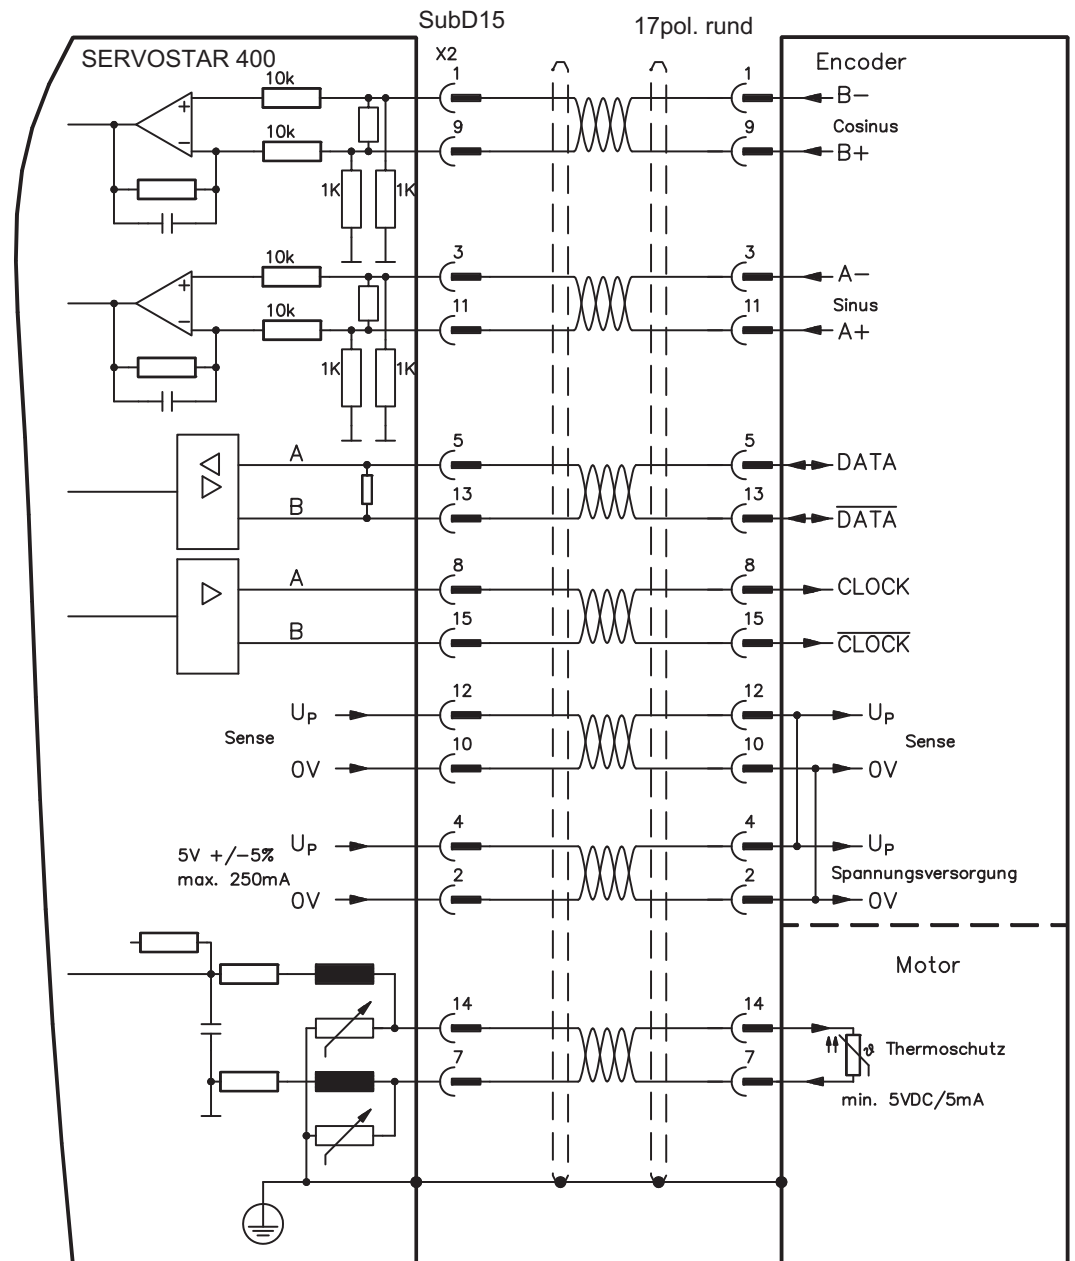 SubD15
17pol. rund
SERVOSTAR 400
X2
Encoder
10k
1
1
B−
+
Cosinus
10k
9
9
B+
−
1K
1K
10k
3
3
A−
+
Sinus
10k
11
11
A+
−
1K
1K
A
5
5
DATA
B
13
13
DATA
A
8
8
CLOCK
B
15
15
CLOCK
UP
12
12
UP
Sense
Sense
0V
10
10
0V
UP
4
4
UP
5V +/−5%
max. 250mA
Spannungsversorgung
0V
2
2
0V
Motor
14
14
ϑ Thermoschutz
7
7
min. 5VDC/5mA